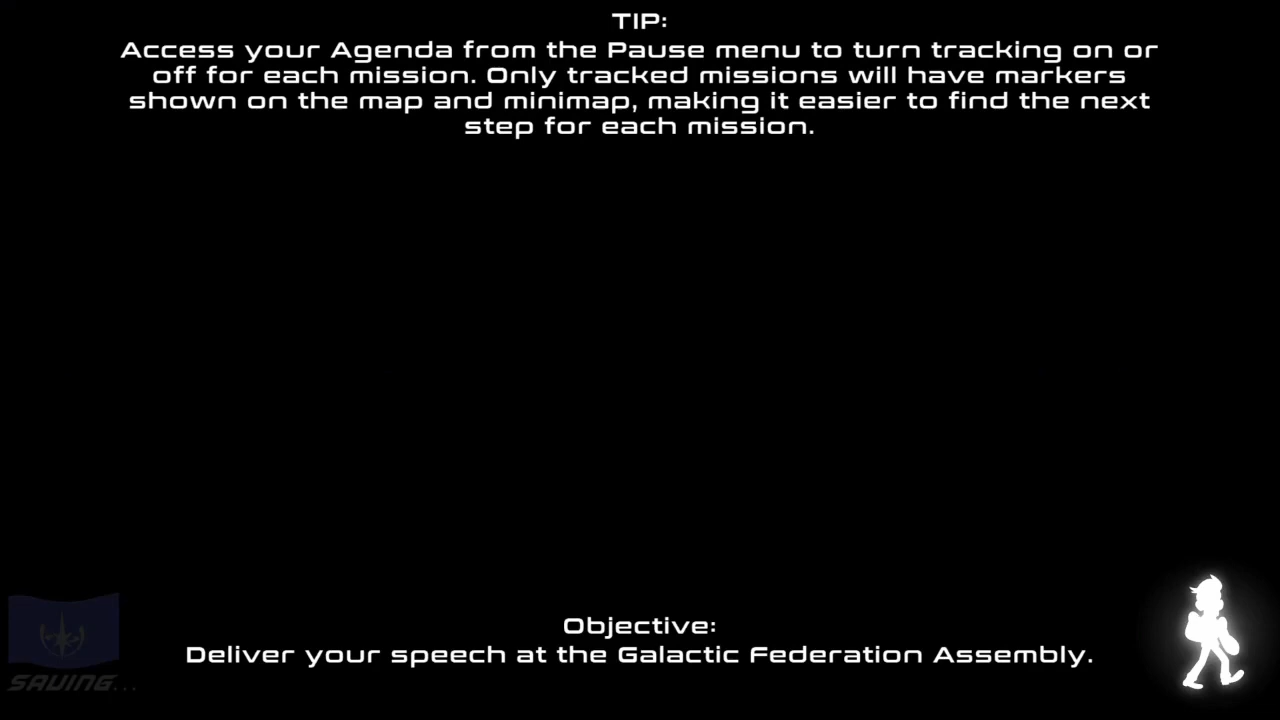 TIP:
Access your Agenda from the Pause menu to turn tracking on or
off for each mission. Only tracked missions will have markers
shown on the map and minimap, making it easier to find the next
step for each mission.
Objective:
Deliver your speech at the Galactic Federation Assembly.
SAVING...